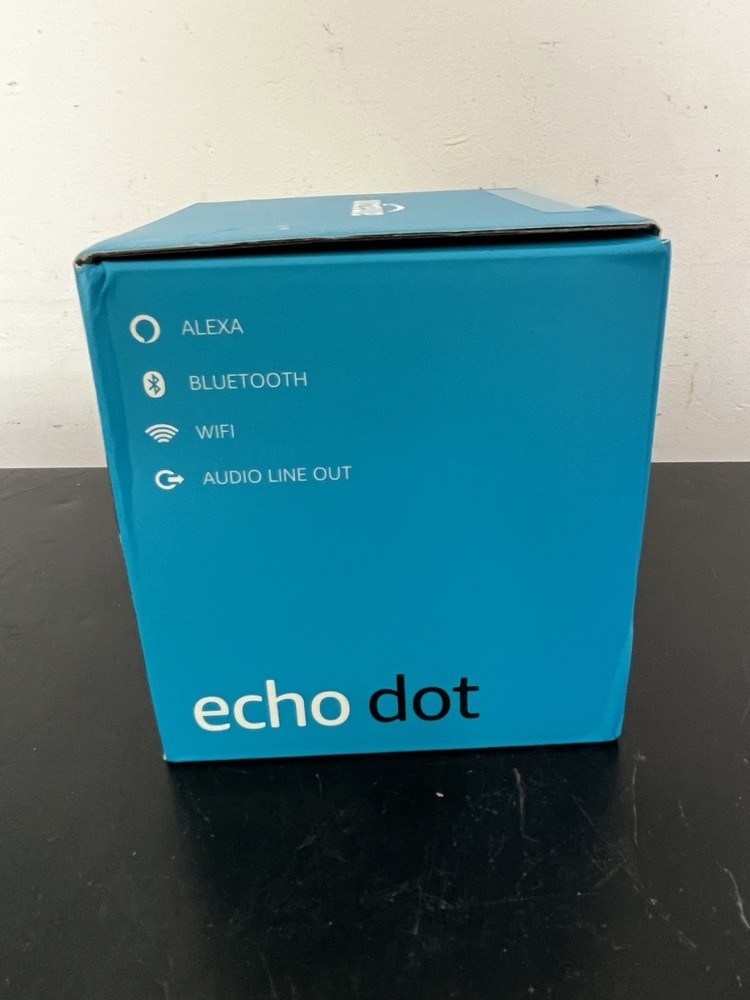 ALEXA
BLUETOOTH
WIFI
AUDIO LINE OUT
echo dot